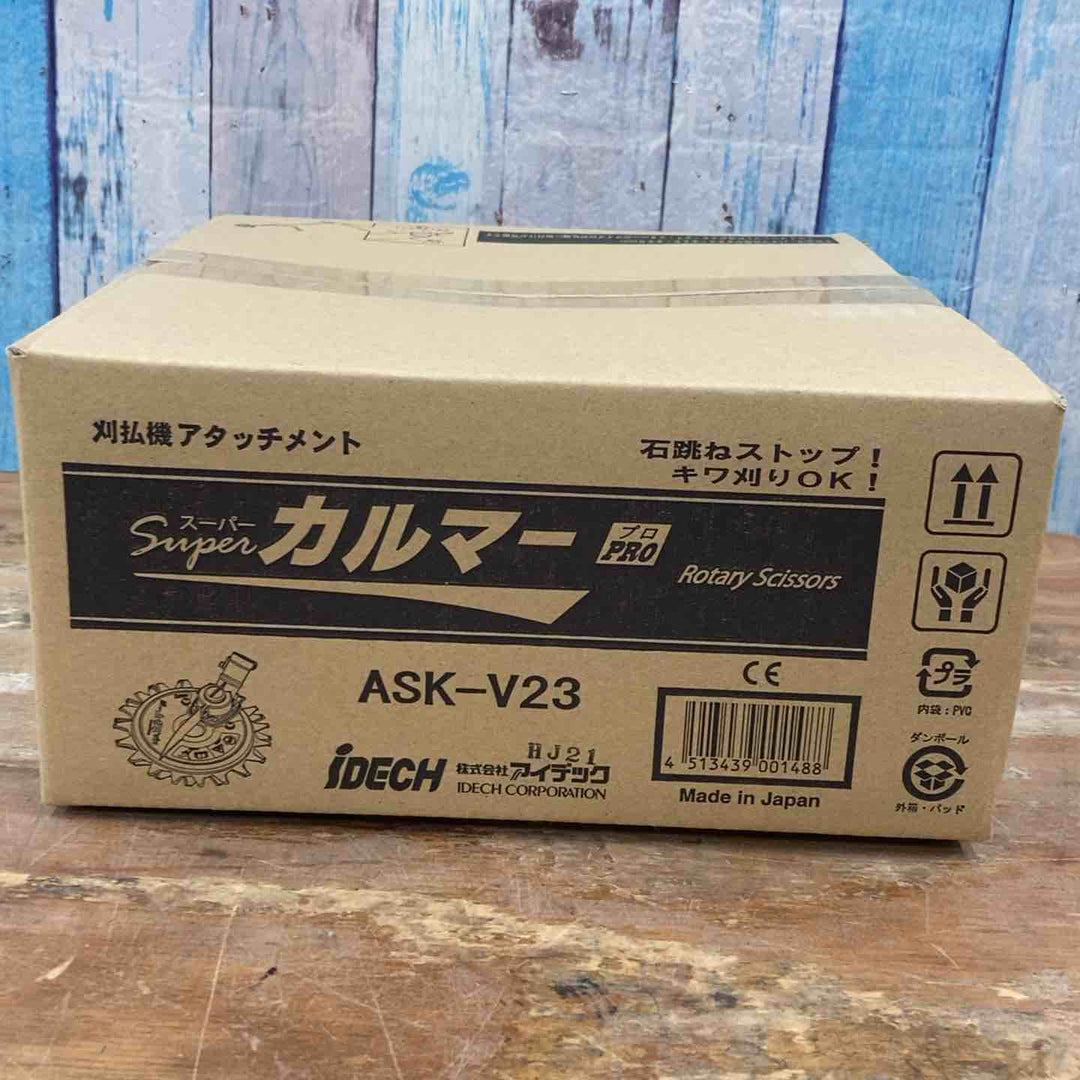 刈払機アタッチメント
石跳ねストップ!
キワ刈りOK!
スーパー
Super カルマー
プロ
PRO
Rotary Scissors
ASK-V23
CE
プラ
内袋:PVC
ダンボール
外箱・パッド
iDECH
HJ21
株式会社アイデック
IDECH CORPORATION
4 513439 001488
Made in Japan